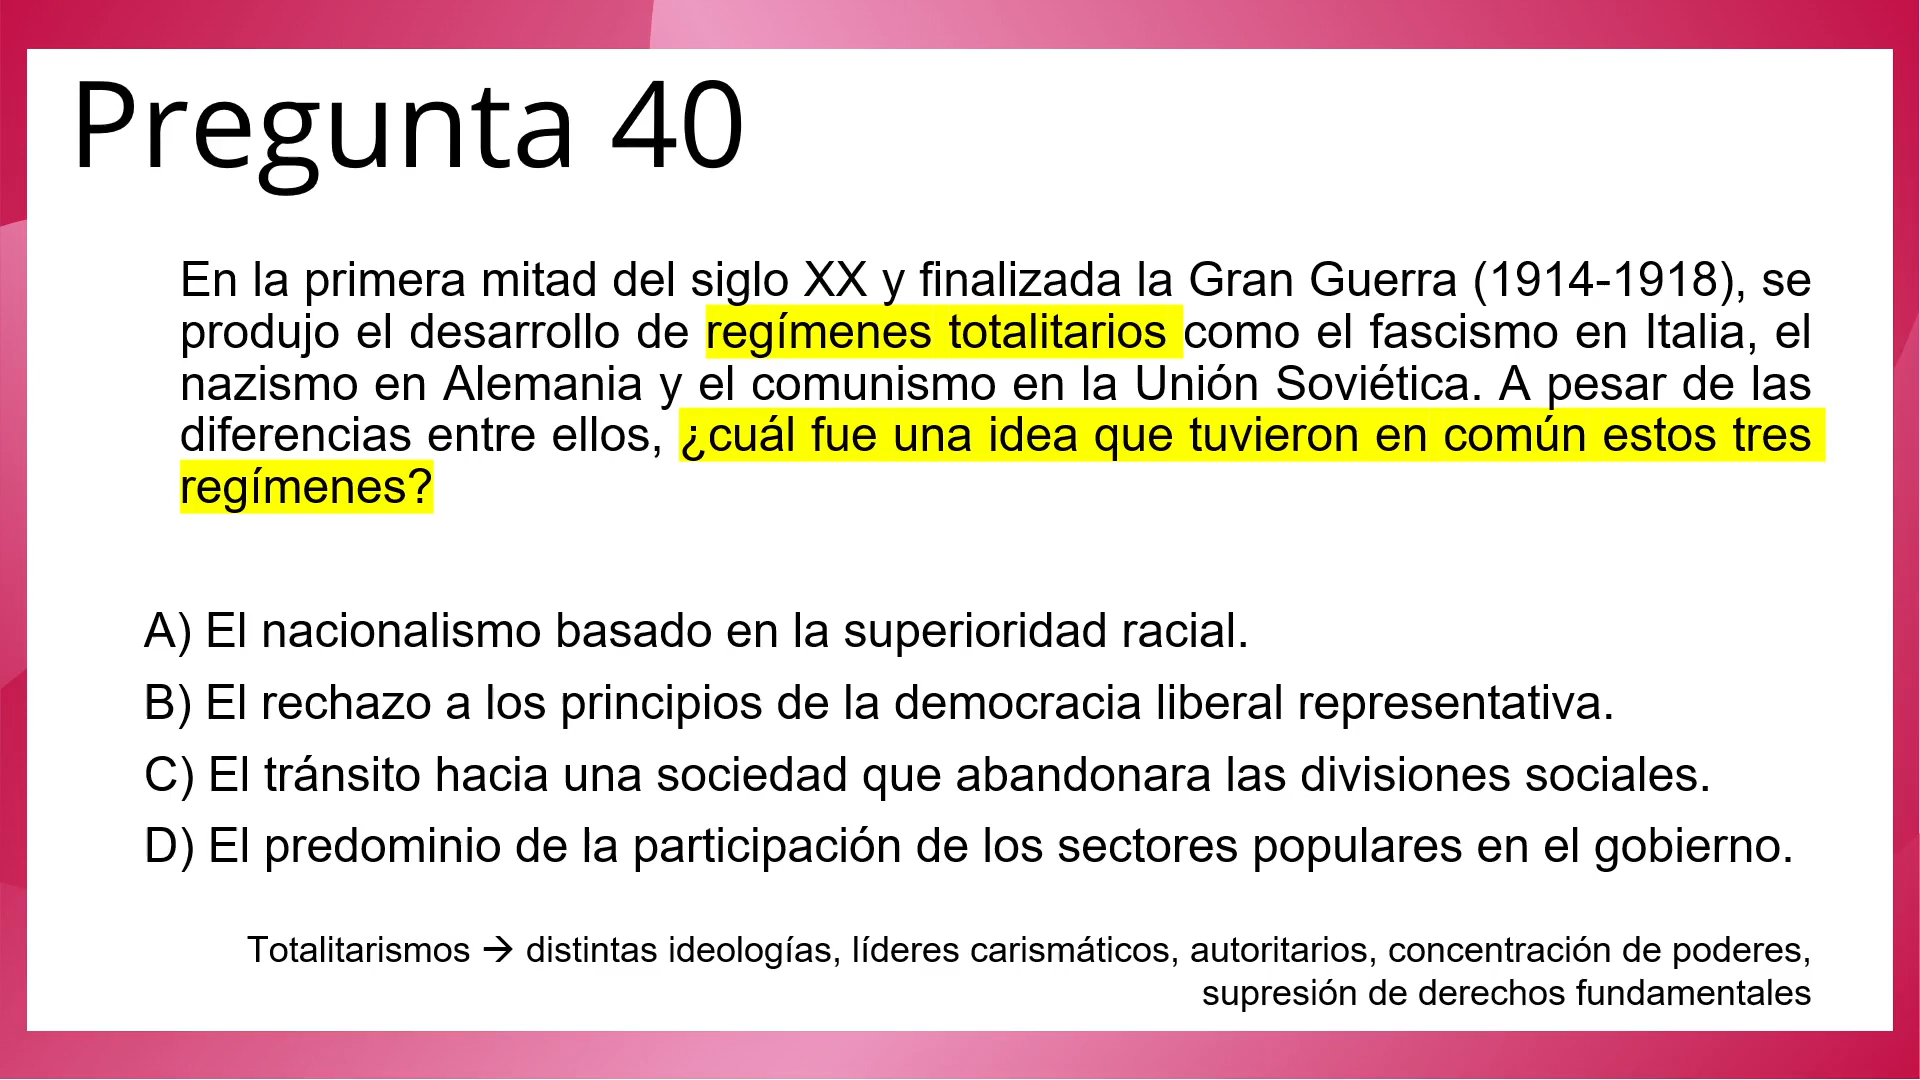 Pregunta 40
En la primera mitad del siglo XX y finalizada la Gran Guerra (1914-1918), se
produjo el desarrollo de regímenes totalitarios como el fascismo en Italia, el
nazismo en Alemania y el comunismo en la Unión Soviética. A pesar de las
diferencias entre ellos, ¿cuál fue una idea que tuvieron en común estos tres
regímenes?
A) El nacionalismo basado en la superioridad racial.
B) El rechazo a los principios de la democracia liberal representativa.
C) El tránsito hacia una sociedad que abandonara las divisiones sociales.
D) El predominio de la participación de los sectores populares en el gobierno.
Totalitarismos → distintas ideologías, líderes carismáticos, autoritarios, concentración de poderes,
supresión de derechos fundamentales